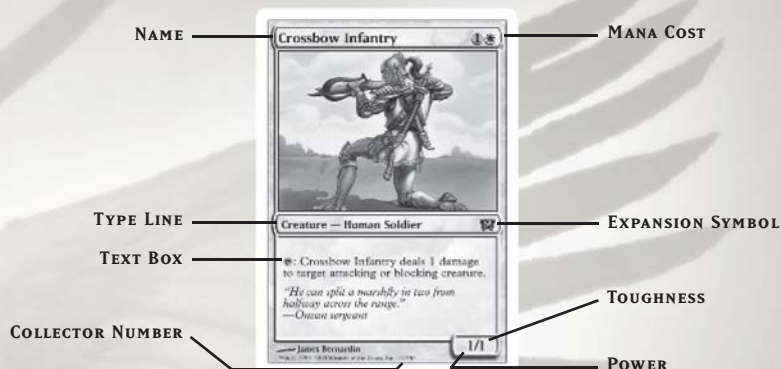 NAME
Crossbow Infantry 1
MANA COST
TYPE LINE
Creature — Human Soldier
EXPANSION SYMBOL
TEXT BOX
: Crossbow Infantry deals 1 damage
to target attacking or blocking creature.
"He can split a marshfly in two from
halfway across the range."
—Onean sergeant
TOUGHNESS
COLLECTOR NUMBER
1/1
James Bernardin
POWER